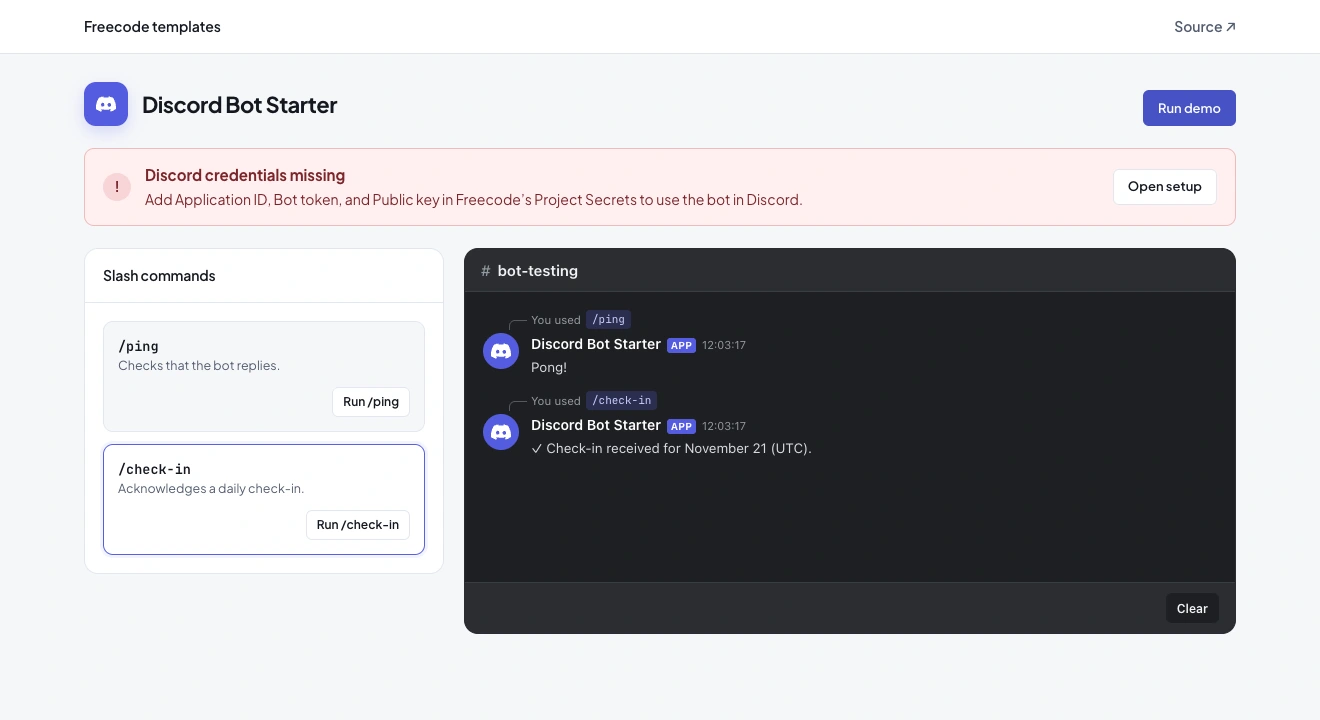 Freecode templates
Source ↗
Discord Bot Starter
Run demo
!
Discord credentials missing
Add Application ID, Bot token, and Public key in Freecode’s Project Secrets to use the bot in Discord.
Open setup
Slash commands
/ping
Checks that the bot replies.
Run /ping
/check-in
Acknowledges a daily check-in.
Run /check-in
# bot-testing
You used /ping
Discord Bot Starter APP 12:03:17
Pong!
You used /check-in
Discord Bot Starter APP 12:03:17
✓ Check-in received for November 21 (UTC).
Clear